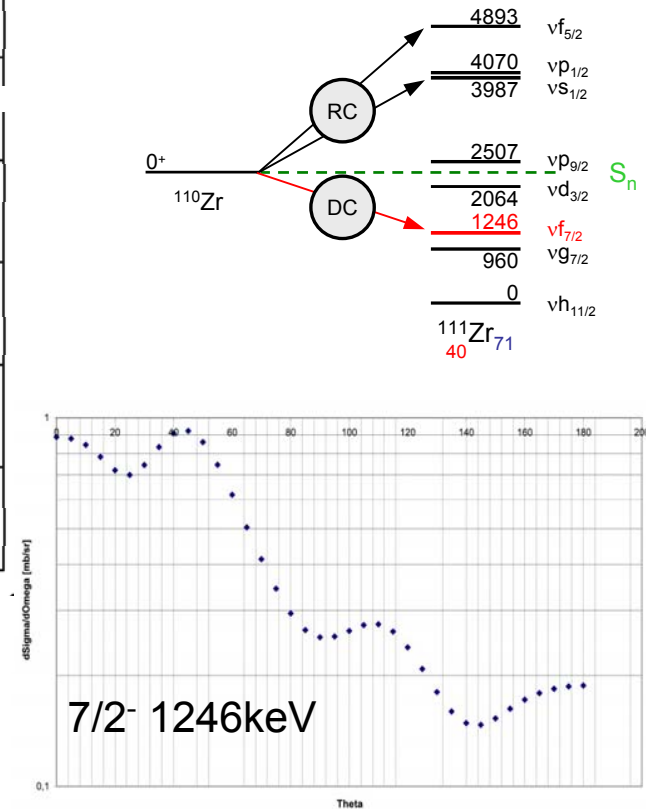 4893 νf5/2
4070 νp1/2
3987 νs1/2
RC
0+
2507 νp9/2
Sn
110Zr
νd3/2
2064
DC
1246 νf7/2
960 νg7/2
0 νh11/2
111Zr71
40
1
0 20 40 60 80 100 120 140 160 180 200
dSigma/dOmega [mb/sr]
7/2- 1246keV
0,1
Theta